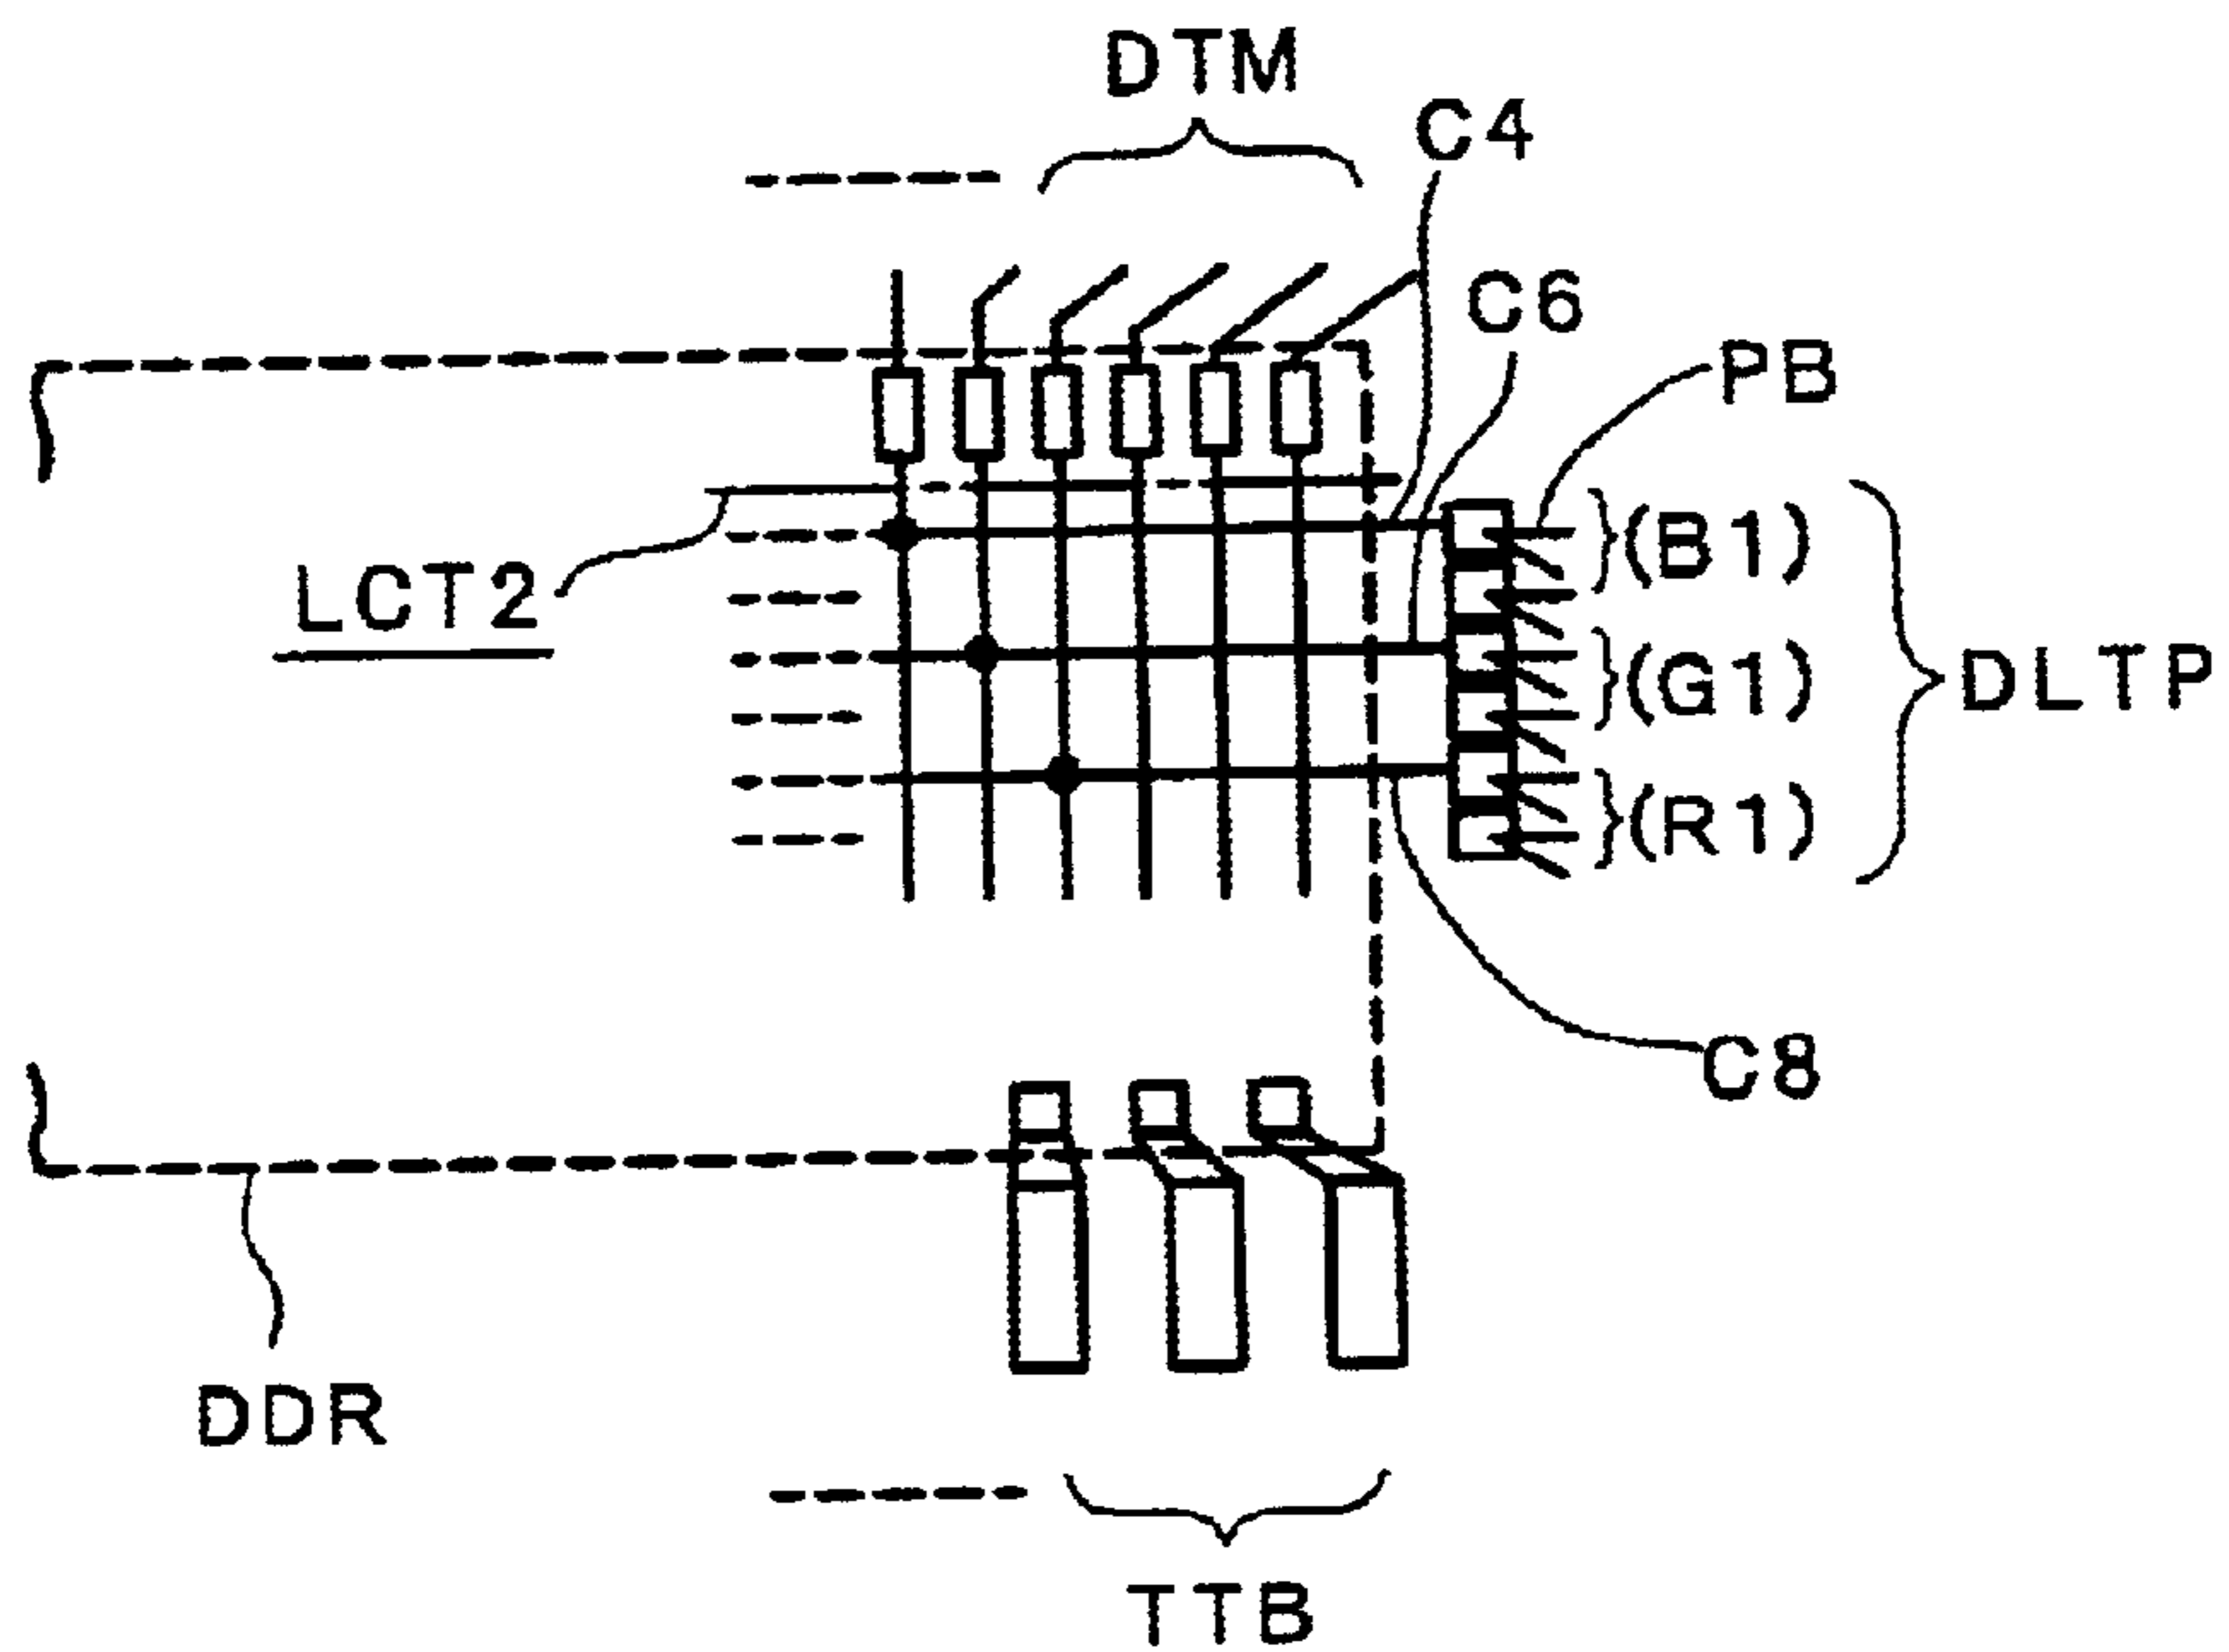 DTM
C4
C6
PB
(B1)
LCT2
(G1)
DLTP
(R1)
C8
DDR
TTB